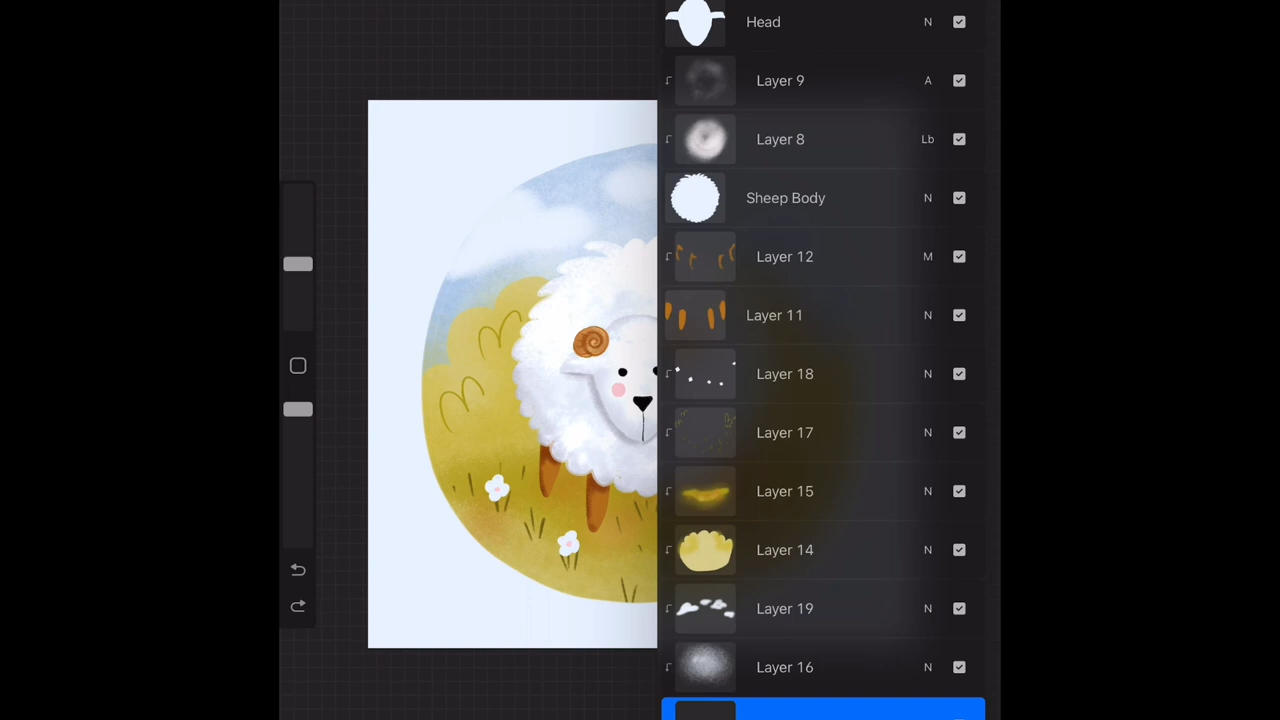 Head N
Layer 9 A
Layer 8 Lb
Sheep Body N
Layer 12 M
Layer 11 N
Layer 18 N
Layer 17 N
Layer 15 N
Layer 14 N
Layer 19 N
Layer 16 N